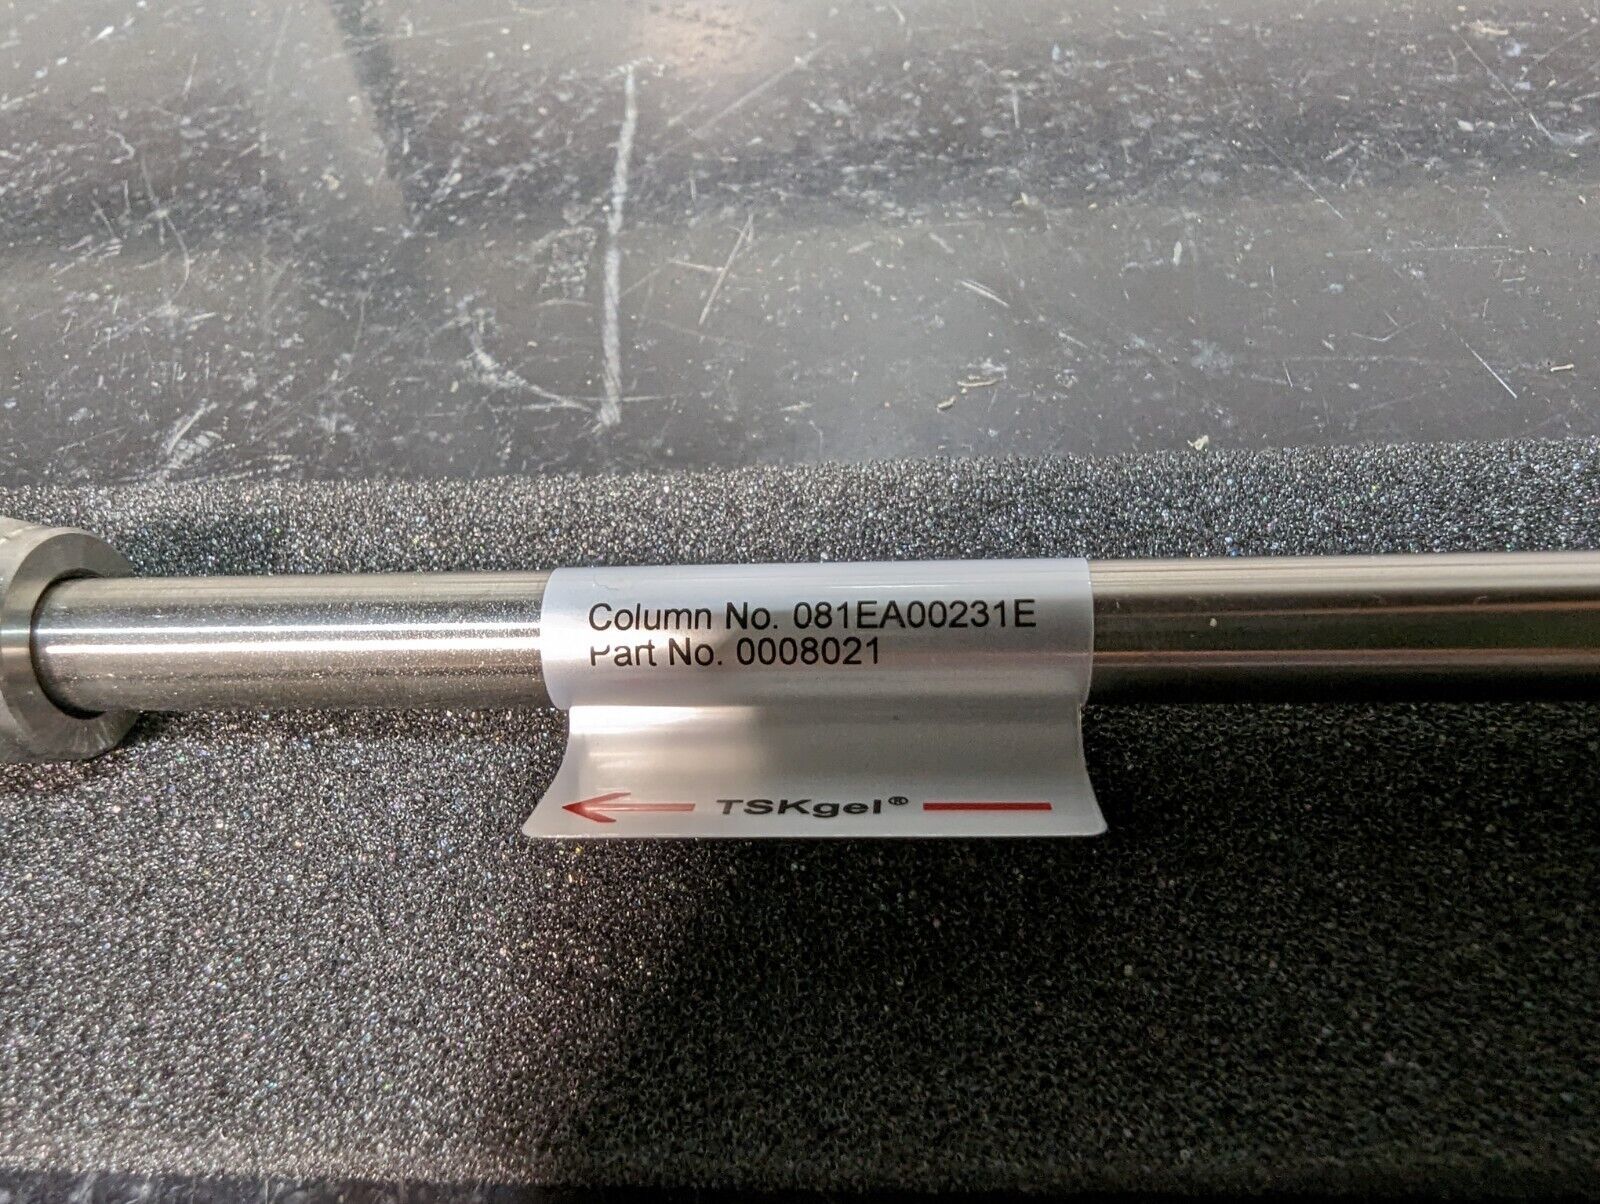 Column No. 081EA00231E
Part No. 0008021
TSKgel®